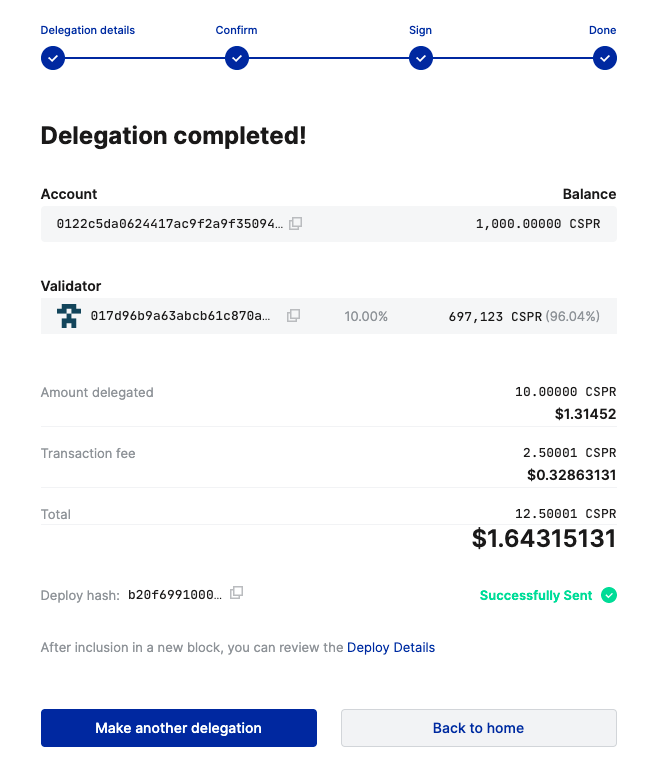 Delegation details Confirm Sign Done
Delegation completed!
Account Balance
0122c5da0624417ac9f2a9f35094… 1,000.00000 CSPR
Validator
017d96b9a63abcb61c870a… 10.00% 697,123 CSPR (96.04%)
Amount delegated 10.00000 CSPR
$1.31452
Transaction fee 2.50001 CSPR
$0.32863131
Total 12.50001 CSPR
$1.64315131
Deploy hash: b20f6991000… Successfully Sent
After inclusion in a new block, you can review the Deploy Details
Make another delegation Back to home